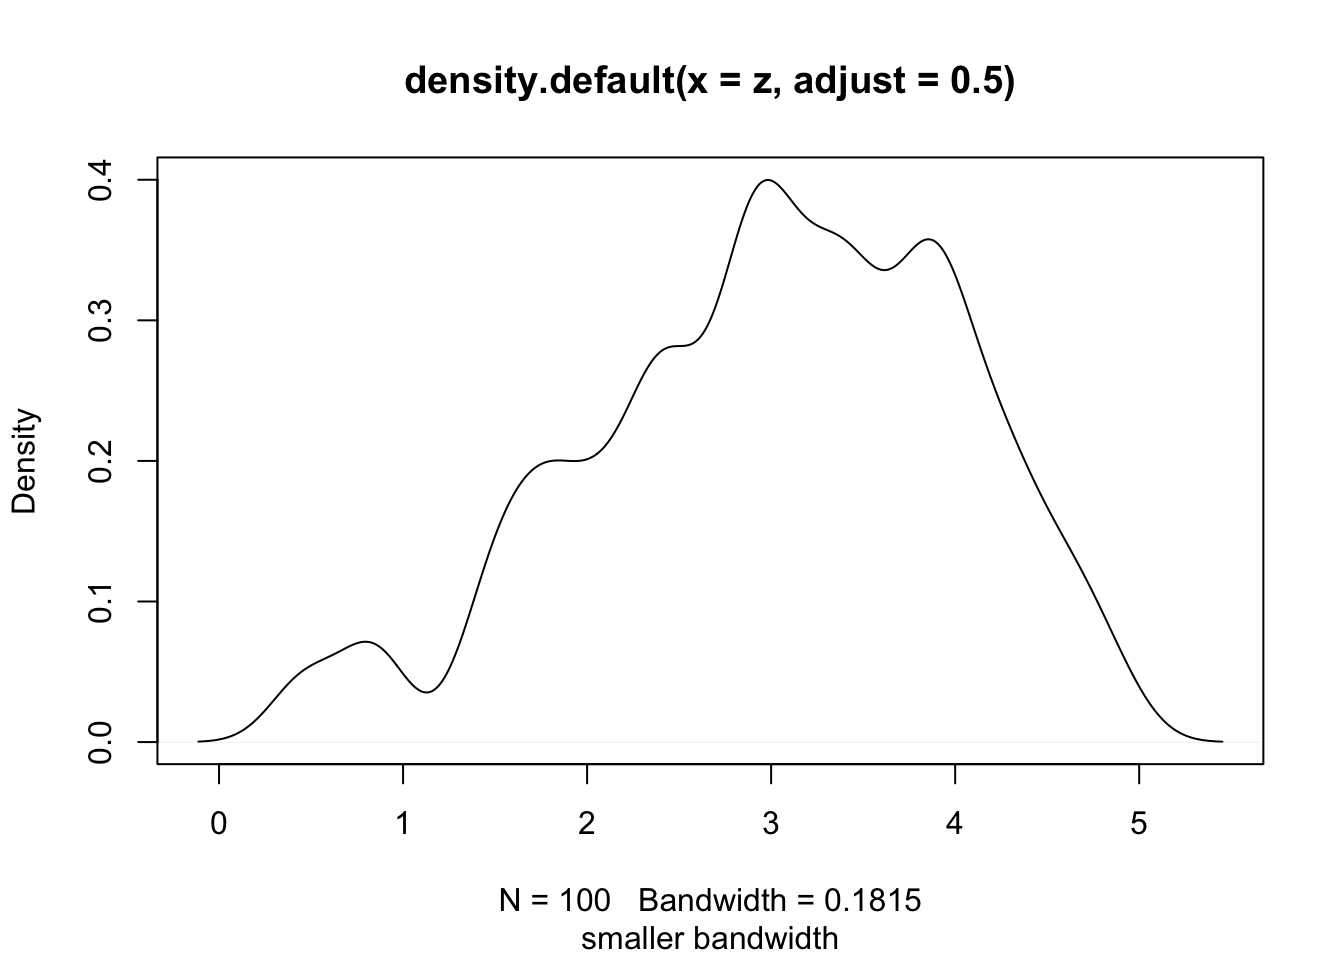 density.default(x = z, adjust = 0.5)
Density
0.4
0.3
0.2
0.1
0.0
0 1 2 3 4 5
N = 100   Bandwidth = 0.1815
smaller bandwidth